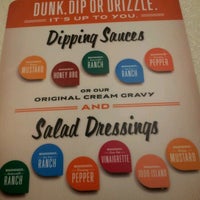 DUNK, DIP OR DRIZZLE.
IT'S UP TO YOU.
Dipping Sauces
MUSTARD
HONEY BBQ
RANCH
RANCH
PEPPER
OR OUR
ORIGINAL CREAM GRAVY
AND
Salad Dressings
RANCH
RANCH
PEPPER
VINAIGRETTE
1000 ISLAND
MUSTARD